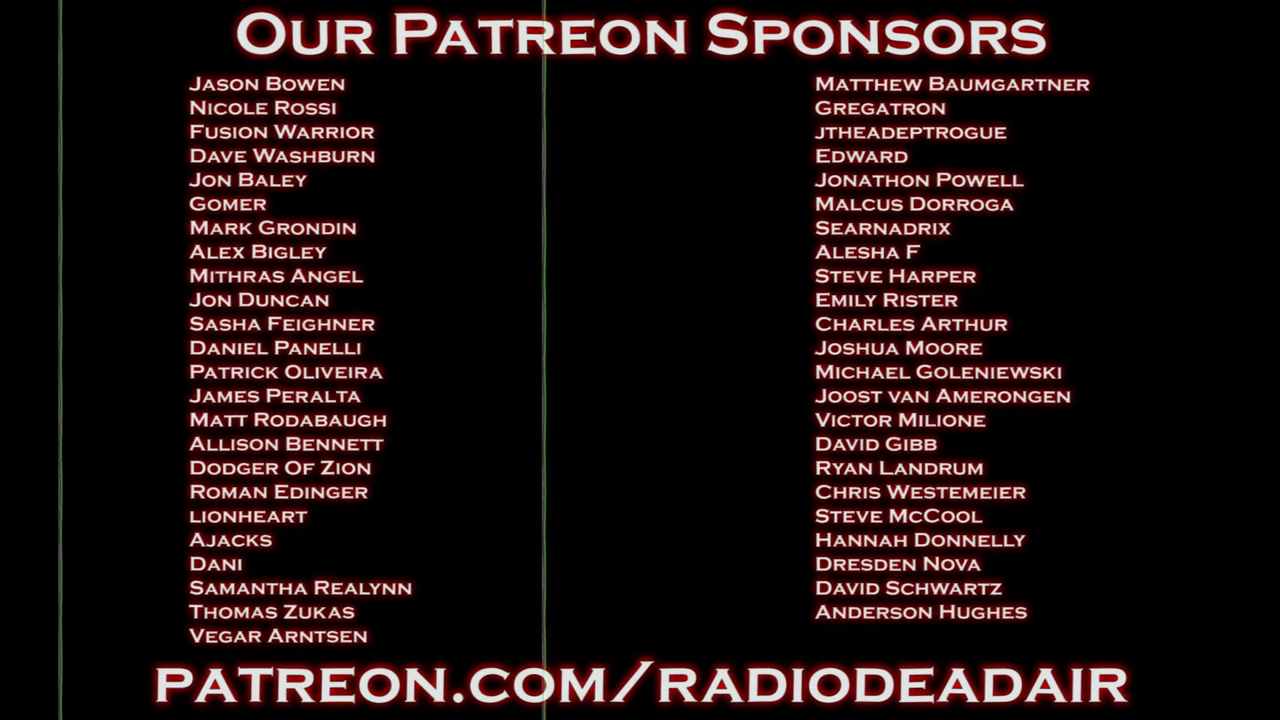 Our Patreon Sponsors
Jason Bowen
Nicole Rossi
Fusion Warrior
Dave Washburn
Jon Baley
Gomer
Mark Grondin
Alex Bigley
Mithras Angel
Jon Duncan
Sasha Feighner
Daniel Panelli
Patrick Oliveira
James Peralta
Matt Rodabaugh
Allison Bennett
Dodger Of Zion
Roman Edinger
lionheart
Ajacks
Dani
Samantha Realynn
Thomas Zukas
Vegar Arntsen
Matthew Baumgartner
Gregatron
jtheadeptrogue
Edward
Jonathon Powell
Malcus Dorroga
Searnadrix
Alesha F
Steve Harper
Emily Rister
Charles Arthur
Joshua Moore
Michael Goleniewski
Joost van Amerongen
Victor Milione
David Gibb
Ryan Landrum
Chris Westemeier
Steve McCool
Hannah Donnelly
Dresden Nova
David Schwartz
Anderson Hughes
patreon.com/radiodeadair